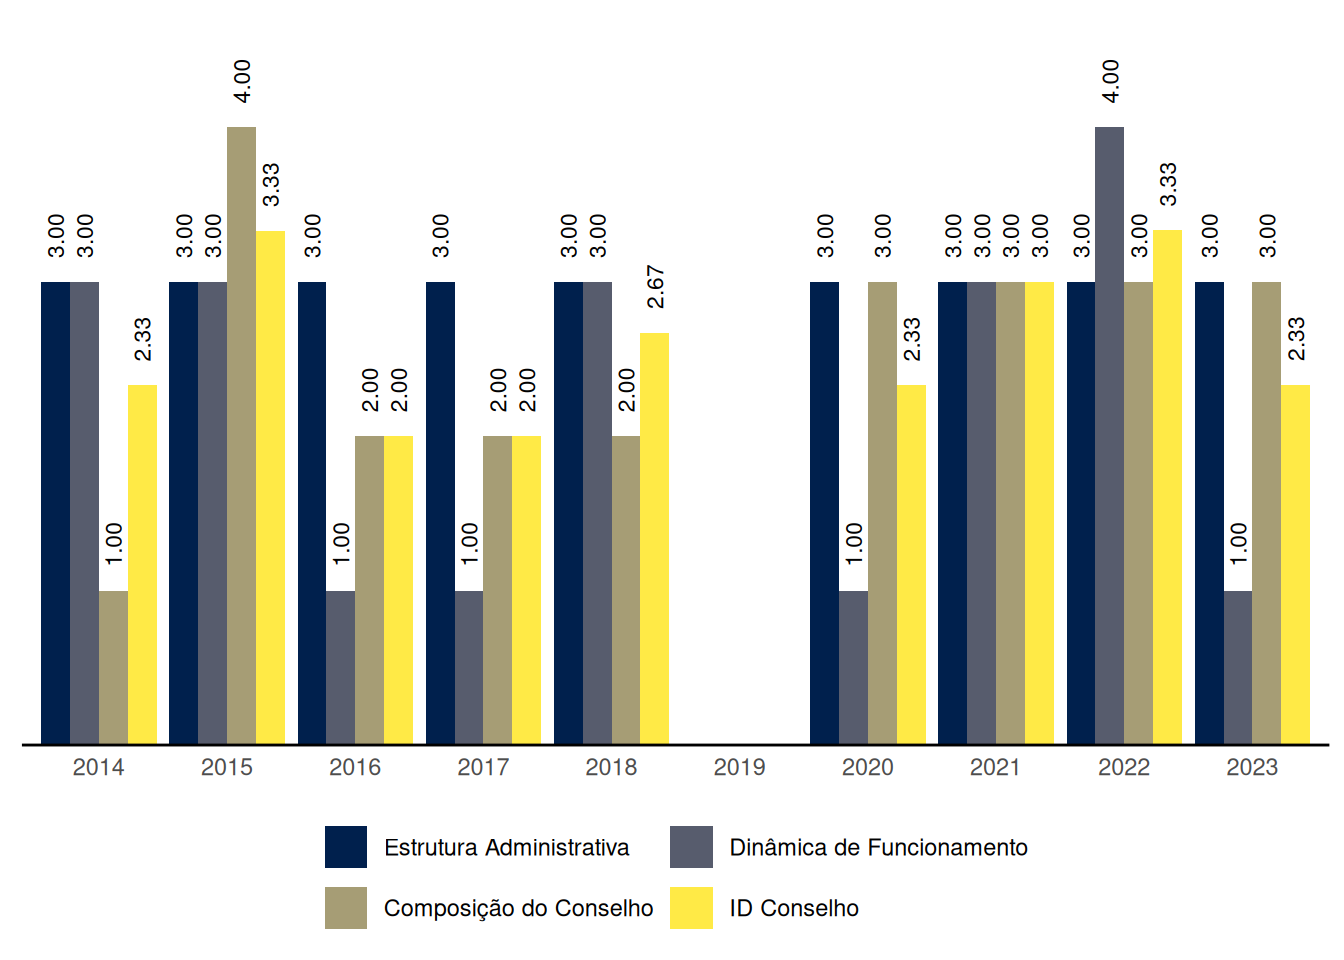 4.00
4.00
3.33
3.33
3.00 3.00 3.00 3.00 3.00 3.00 3.00 3.00 3.00 3.00 3.00 3.00 3.00 3.00 3.00 3.00 3.00 3.00
2.67
2.33 2.33 2.33
2.00 2.00 2.00 2.00 2.00
1.00 1.00 1.00 1.00 1.00
2014 2015 2016 2017 2018 2019 2020 2021 2022 2023
Estrutura Administrativa Dinâmica de Funcionamento
Composição do Conselho ID Conselho